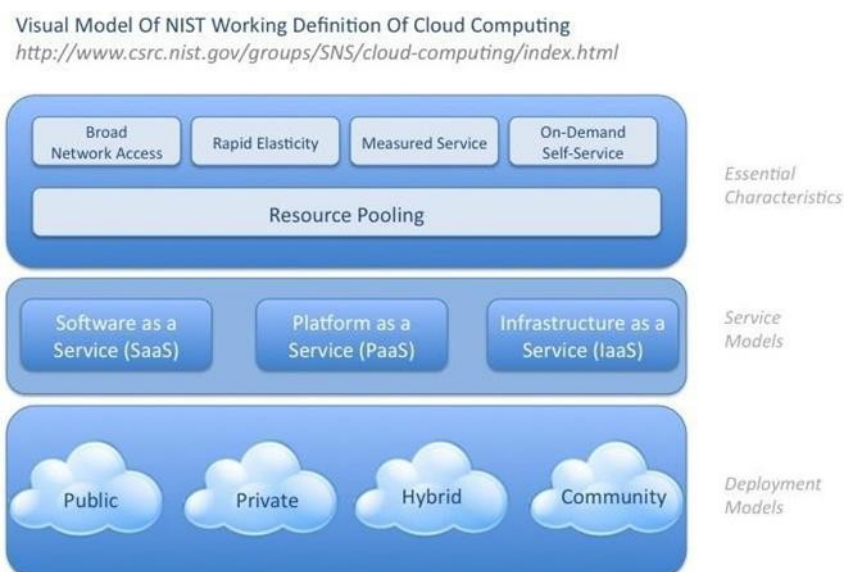 Visual Model Of NIST Working Definition Of Cloud Computing
http://www.csrc.nist.gov/groups/SNS/cloud-computing/index.html
Broad
Network Access
Rapid Elasticity
Measured Service
On-Demand
Self-Service
Resource Pooling
Essential
Characteristics
Software as a
Service (SaaS)
Platform as a
Service (PaaS)
Infrastructure as a
Service (IaaS)
Service
Models
Public
Private
Hybrid
Community
Deployment
Models